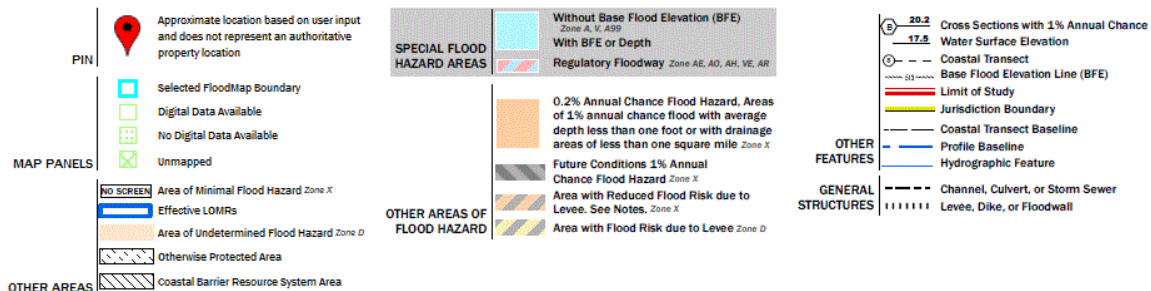 Approximate location based on user input
and does not represent an authoritative
property location
PIN
Selected FloodMap Boundary
Digital Data Available
No Digital Data Available
Unmapped
MAP PANELS
NO SCREEN Area of Minimal Flood Hazard Zone X
Effective LOMRs
Area of Undetermined Flood Hazard Zone D
Otherwise Protected Area
Coastal Barrier Resource System Area
OTHER AREAS
Without Base Flood Elevation (BFE)
Zone A, V, A99
With BFE or Depth
Regulatory Floodway Zone AE, AO, AH, VE, AR
SPECIAL FLOOD
HAZARD AREAS
0.2% Annual Chance Flood Hazard, Areas
of 1% annual chance flood with average
depth less than one foot or with drainage
areas of less than one square mile Zone X
Future Conditions 1% Annual
Chance Flood Hazard Zone X
Area with Reduced Flood Risk due to
Levee. See Notes. Zone X
Area with Flood Risk due to Levee Zone D
OTHER AREAS OF
FLOOD HAZARD
B 20.2 Cross Sections with 1% Annual Chance
17.5 Water Surface Elevation
Coastal Transect
513 Base Flood Elevation Line (BFE)
Limit of Study
Jurisdiction Boundary
Coastal Transect Baseline
Profile Baseline
Hydrographic Feature
OTHER
FEATURES
Channel, Culvert, or Storm Sewer
Levee, Dike, or Floodwall
GENERAL
STRUCTURES